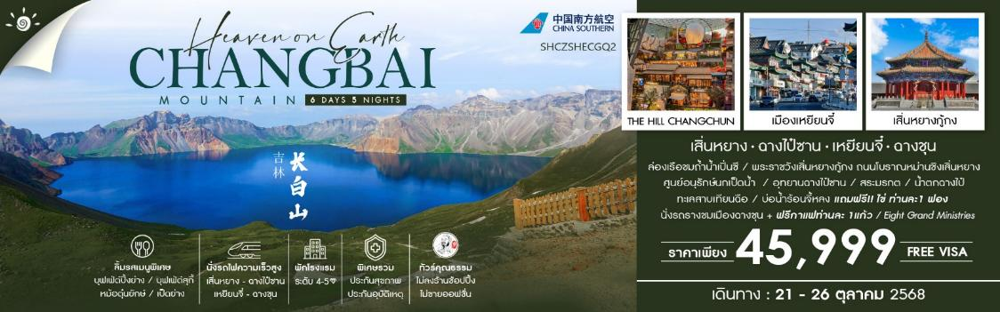 Heaven on Earth
CHANGBAI
MOUNTAIN 6 DAYS 5 NIGHTS
中国南方航空
CHINA SOUTHERN
SHCZSHECGQ2
吉林
长白山
THE HILL CHANGCHUN
เมืองเหยียนจี๋
เสิ่นหยางกู้กง
เสิ่นหยาง • ฉางไป๋ซาน • เหยียนจี๋ • ฉางชุน
ล่องเรือชมถ้ำน้ำเปิ่นซี / พระราชวังเสิ่นหยางกู้กง ถนนโบราณหม่านชิงเสิ่นหยาง
ศูนย์อนุรักษ์นกเป็ดน้ำ / อุทยานฉางไป๋ซาน / สระมรกต / น้ำตกฉางไป๋
ทะเลสาบเทียนฉือ / บ่อน้ำร้อนจี้หลง แถมฟรี!! ไข่ ท่านละ 1 ฟอง
นั่งรถรางชมเมืองฉางชุน + ฟรีกาแฟท่านละ 1 แก้ว / Eight Grand Ministries
ราคาเพียง 45,999 FREE VISA
เดินทาง : 21 - 26 ตุลาคม 2568
ลิ้มรสเมนูพิเศษ
บุฟเฟ่ต์ปิ้งย่าง / บุฟเฟ่ต์สุกี้
หม้อตุ๋นยักษ์ / เป็ดย่าง
นั่งรถไฟความเร็วสูง
เสิ่นหยาง - ฉางไป๋ซาน
เหยียนจี๋ - ฉางชุน
พักโรงแรม
ระดับ 4-5
พิเศษรวม
ประกันสุขภาพ
ประกันอุบัติเหตุ
ทัวร์คุณธรรม
ไม่ลงร้านช้อปปิ้ง
ไม่ขายออฟชั่น